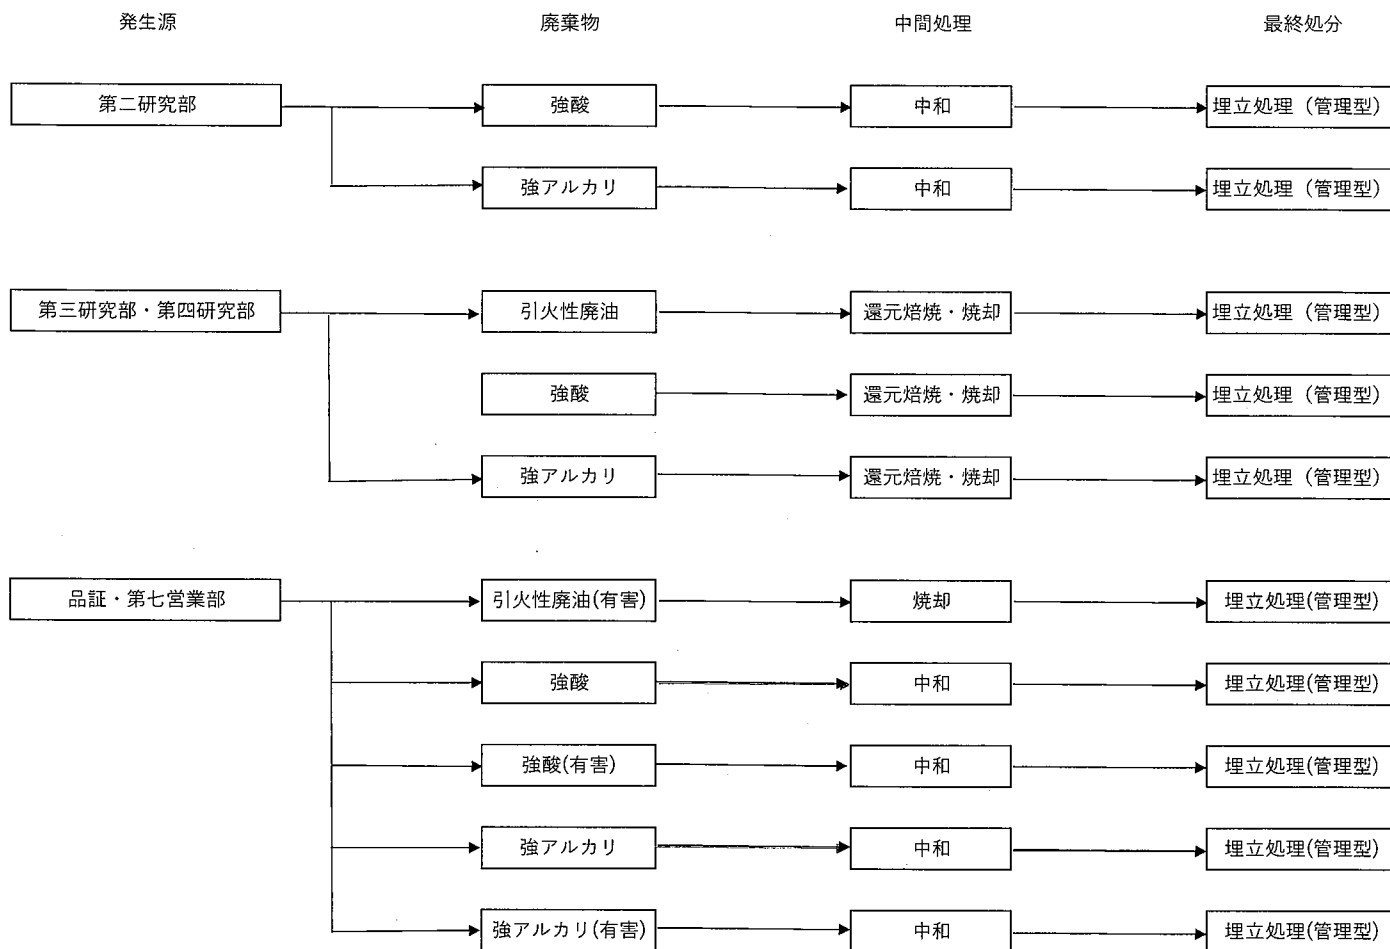 発生源 廃棄物 中間処理 最終処分
第二研究部 強酸 中和 埋立処理（管理型）
強アルカリ 中和 埋立処理（管理型）
第三研究部・第四研究部 引火性廃油 還元焙焼・焼却 埋立処理（管理型）
強酸 還元焙焼・焼却 埋立処理（管理型）
強アルカリ 還元焙焼・焼却 埋立処理（管理型）
品証・第七営業部 引火性廃油(有害) 焼却 埋立処理(管理型)
強酸 中和 埋立処理(管理型)
強酸(有害) 中和 埋立処理(管理型)
強アルカリ 中和 埋立処理(管理型)
強アルカリ(有害) 中和 埋立処理(管理型)